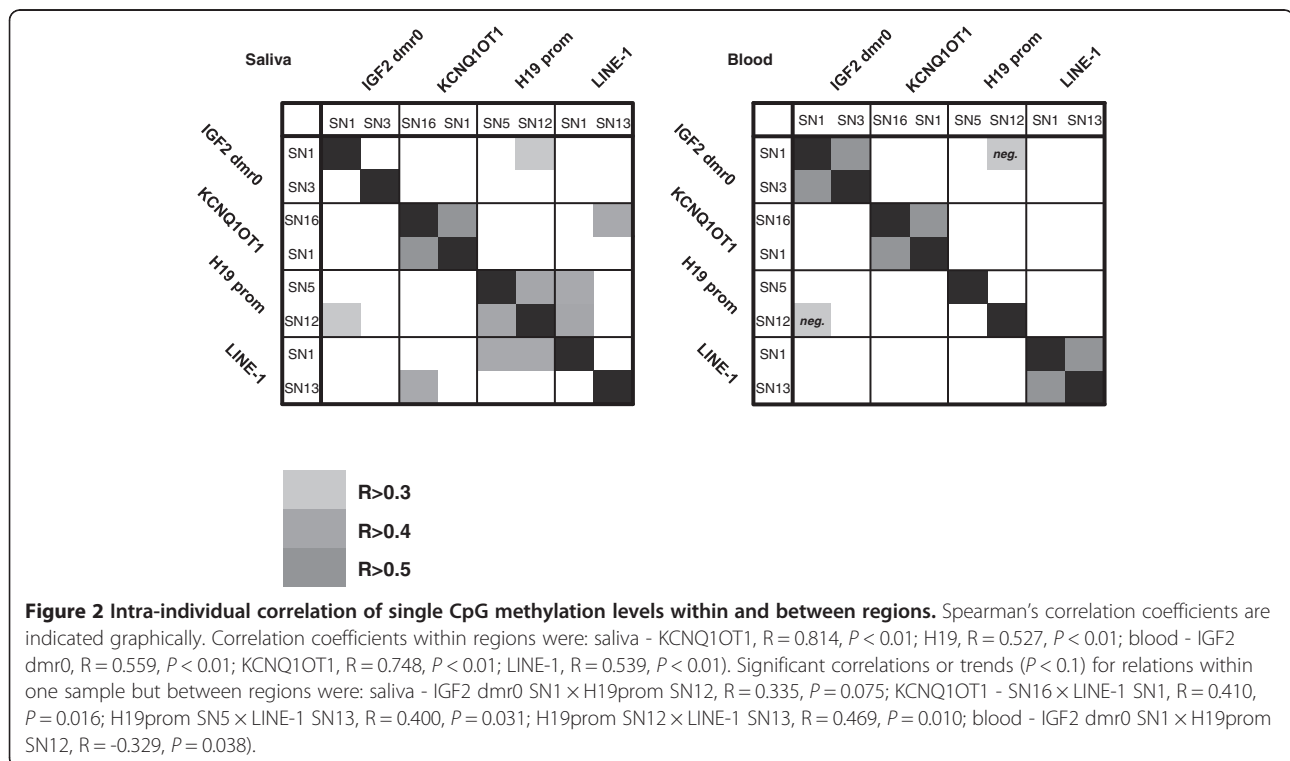 Saliva
IGF2 dmr0
KCNQ1OT1
H19 prom
LINE-1
SN1 SN3 SN16 SN1 SN5 SN12 SN1 SN13
IGF2 dmr0
SN1
SN3
KCNQ1OT1
SN16
SN1
H19 prom
SN5
SN12
LINE-1
SN1
SN13
Blood
IGF2 dmr0
KCNQ1OT1
H19 prom
LINE-1
SN1 SN3 SN16 SN1 SN5 SN12 SN1 SN13
IGF2 dmr0
SN1 neg.
SN3
KCNQ1OT1
SN16
SN1
H19 prom
SN5
SN12 neg.
LINE-1
SN1
SN13
R>0.3
R>0.4
R>0.5
Figure 2 Intra-individual correlation of single CpG methylation levels within and between regions. Spearman's correlation coefficients are
indicated graphically. Correlation coefficients within regions were: saliva - KCNQ1OT1, R = 0.814, P < 0.01; H19, R = 0.527, P < 0.01; blood - IGF2
dmr0, R = 0.559, P < 0.01; KCNQ1OT1, R = 0.748, P < 0.01; LINE-1, R = 0.539, P < 0.01). Significant correlations or trends (P < 0.1) for relations within
one sample but between regions were: saliva - IGF2 dmr0 SN1 × H19prom SN12, R = 0.335, P = 0.075; KCNQ1OT1 - SN16 × LINE-1 SN1, R = 0.410,
P = 0.016; H19prom SN5 × LINE-1 SN13, R = 0.400, P = 0.031; H19prom SN12 × LINE-1 SN13, R = 0.469, P = 0.010; blood - IGF2 dmr0 SN1 × H19prom
SN12, R = -0.329, P = 0.038).